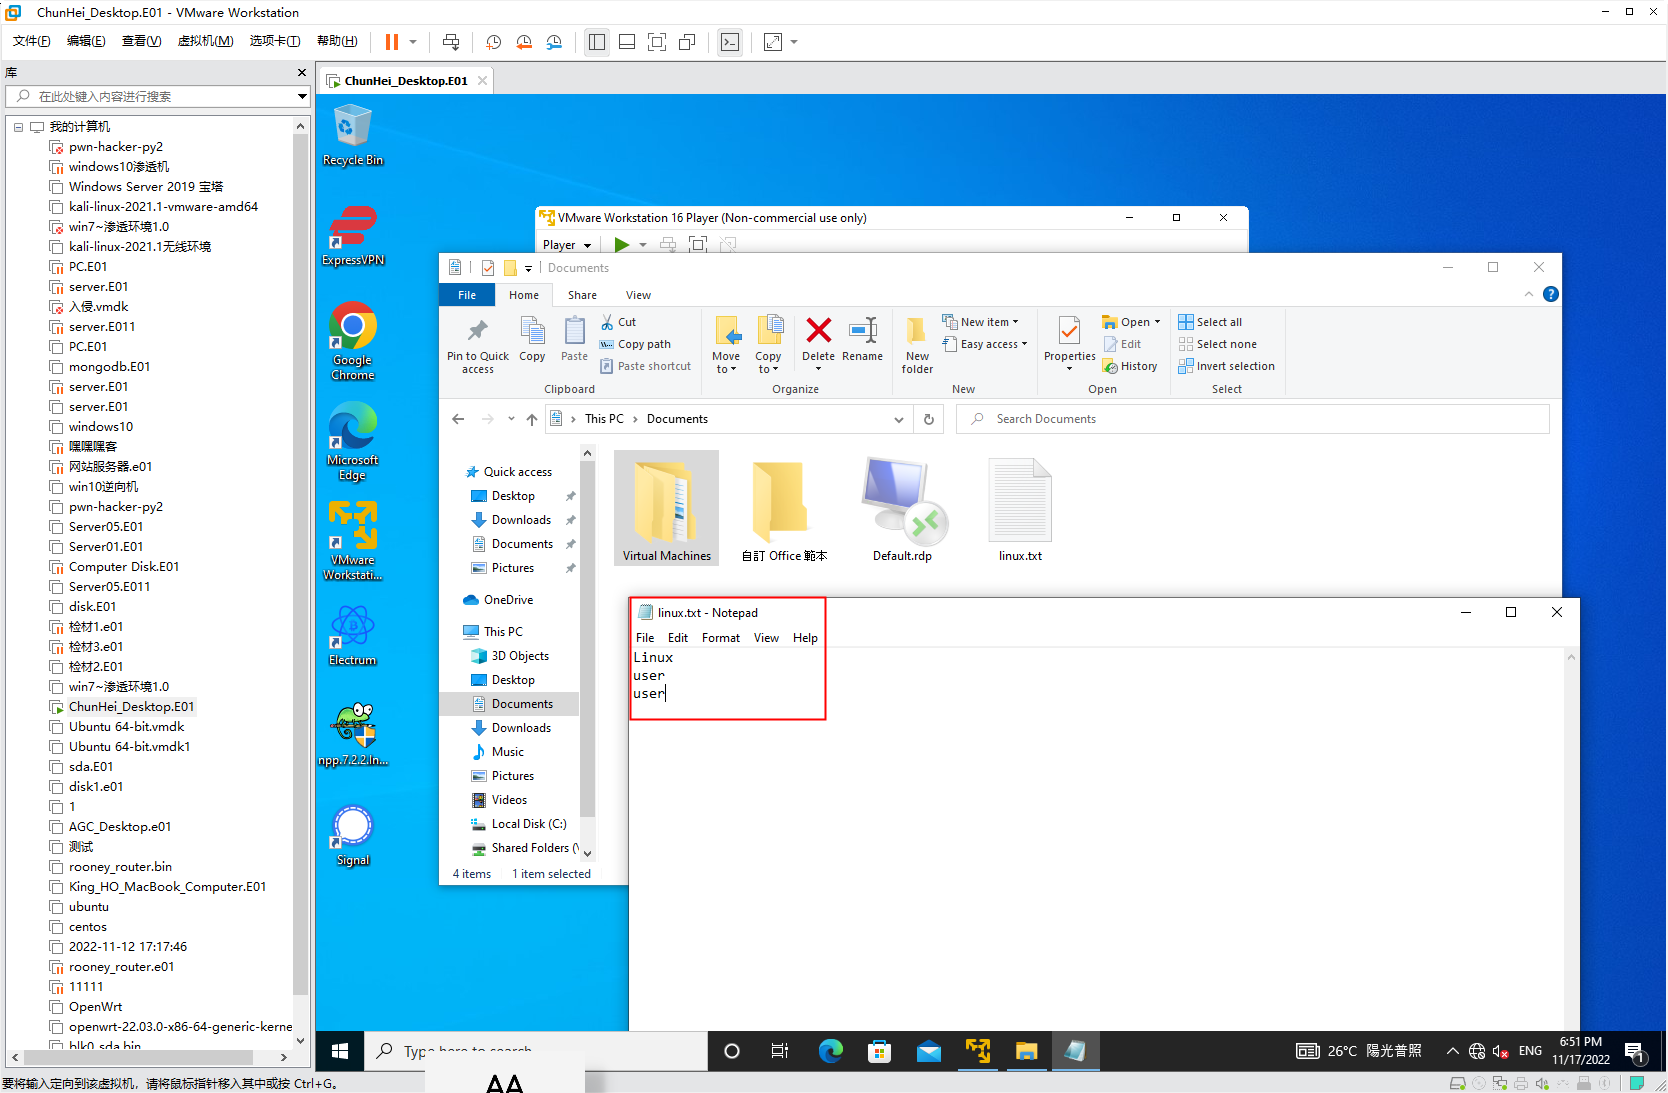 ChunHei_Desktop.E01 - VMware Workstation
文件(F) 编辑(E) 查看(V) 虚拟机(M) 选项卡(T) 帮助(H)
库
在此处键入内容进行搜索
我的计算机
pwn-hacker-py2
windows10渗透机
Windows Server 2019 宝塔
kali-linux-2021.1-vmware-amd64
win7~渗透环境1.0
kali-linux-2021.1无线环境
PC.E01
server.E01
入侵.vmdk
server.E011
PC.E01
mongodb.E01
server.E01
server.E01
windows10
嘿嘿嘿客
网站服务器.e01
win10逆向机
pwn-hacker-py2
Server05.E01
Server01.E01
Computer Disk.E01
Server05.E011
disk.E01
检材1.e01
检材3.e01
检材2.E01
win7~渗透环境1.0
ChunHei_Desktop.E01
Ubuntu 64-bit.vmdk
Ubuntu 64-bit.vmdk1
sda.E01
disk1.e01
1
AGC_Desktop.e01
测试
rooney_router.bin
King_HO_MacBook_Computer.E01
ubuntu
centos
2022-11-12 17:17:46
rooney_router.e01
11111
OpenWrt
openwrt-22.03.0-x86-64-generic-kerne
blk0_sda.bin
要将输入定向到该虚拟机，请将鼠标指针移入其中或按 Ctrl+G。
ChunHei_Desktop.E01
Recycle Bin
ExpressVPN
Google
Chrome
Microsoft
Edge
VMware
Workstati...
Electrum
npp.7.2.2.In...
Signal
VMware Workstation 16 Player (Non-commercial use only)
Player
Documents
File Home Share View
Pin to Quick
access
Copy
Paste
Cut
Copy path
Paste shortcut
Clipboard
Move
to
Copy
to
Delete
Rename
Organize
New
folder
New item
Easy access
New
Properties
Open
Edit
History
Open
Select all
Select none
Invert selection
Select
This PC Documents
Search Documents
Quick access
Desktop
Downloads
Documents
Pictures
OneDrive
This PC
3D Objects
Desktop
Documents
Downloads
Music
Pictures
Videos
Local Disk (C:)
Shared Folders (\
4 items 1 item selected
Virtual Machines
自訂 Office 範本
Default.rdp
linux.txt
linux.txt - Notepad
File Edit Format View Help
Linux
user
user
Type here to search
26°C 陽光普照
ENG
6:51 PM
11/17/2022
1
AA